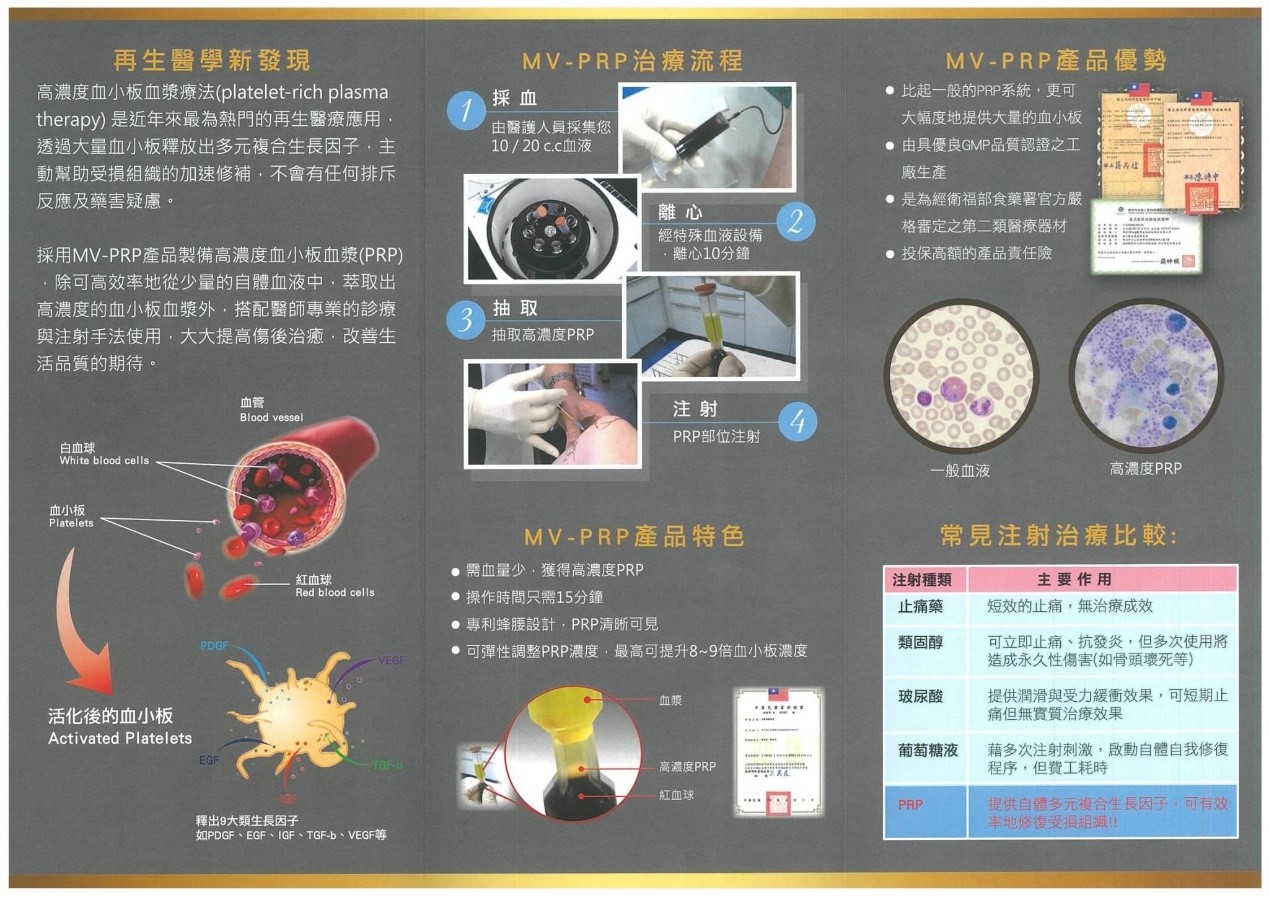 再生醫學新發現
高濃度血小板血漿療法(platelet-rich plasma
therapy) 是近年來最為熱門的再生醫療應用，
透過大量血小板釋放出多元複合生長因子，主
動幫助受損組織的加速修補，不會有任何排斥
反應及藥害疑慮。
採用MV-PRP產品製備高濃度血小板血漿(PRP)
，除可高效率地從少量的自體血液中，萃取出
高濃度的血小板血漿外，搭配醫師專業的診療
與注射手法使用，大大提高傷後治癒，改善生
活品質的期待。
血管
Blood vessel
白血球
White blood cells
血小板
Platelets
紅血球
Red blood cells
活化後的血小板
Activated Platelets
PDGF
VEGF
EGF
IGF
TGF-b
釋出9大類生長因子
如PDGF、EGF、IGF、TGF-b、VEGF等
MV-PRP治療流程
1
採血
由醫護人員採集您
10 / 20 c.c血液
離心
2
經特殊血液設備
，離心10分鐘
3
抽取
抽取高濃度PRP
注射
4
PRP部位注射
MV-PRP產品特色
● 需血量少，獲得高濃度PRP
● 操作時間只需15分鐘
● 專利蜂腰設計，PRP清晰可見
● 可彈性調整PRP濃度，最高可提升8~9倍血小板濃度
血漿
高濃度PRP
紅血球
MV-PRP產品優勢
● 比起一般的PRP系統，更可
大幅度地提供大量的血小板
● 由具優良GMP品質認證之工
廠生產
● 是為經衛福部食藥署官方嚴
格審定之第二類醫療器材
● 投保高額的產品責任險
一般血液
高濃度PRP
常見注射治療比較:
注射種類 主要作用
止痛藥 短效的止痛，無治療成效
類固醇 可立即止痛、抗發炎，但多次使用將
造成永久性傷害(如骨頭壞死等)
玻尿酸 提供潤滑與受力緩衝效果，可短期止
痛但無實質治療效果
葡萄糖液 藉多次注射刺激，啟動自體自我修復
程序，但費工耗時
PRP 提供自體多元複合生長因子，可有效
率地修復受損組織!!